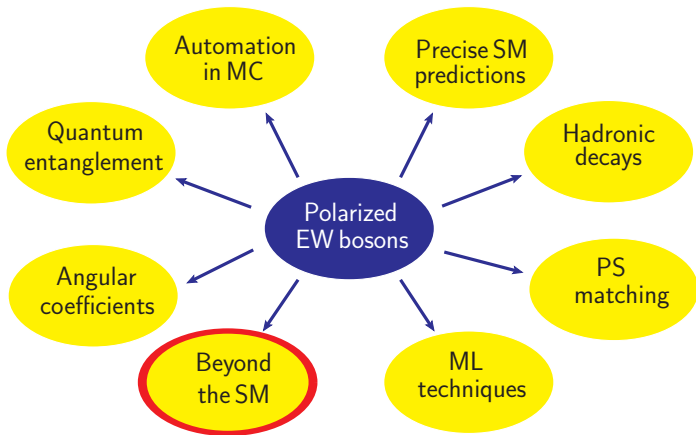 Automation
in MC
Precise SM
predictions
Quantum
entanglement
Hadronic
decays
Polarized
EW bosons
Angular
coefficients
PS
matching
Beyond
the SM
ML
techniques